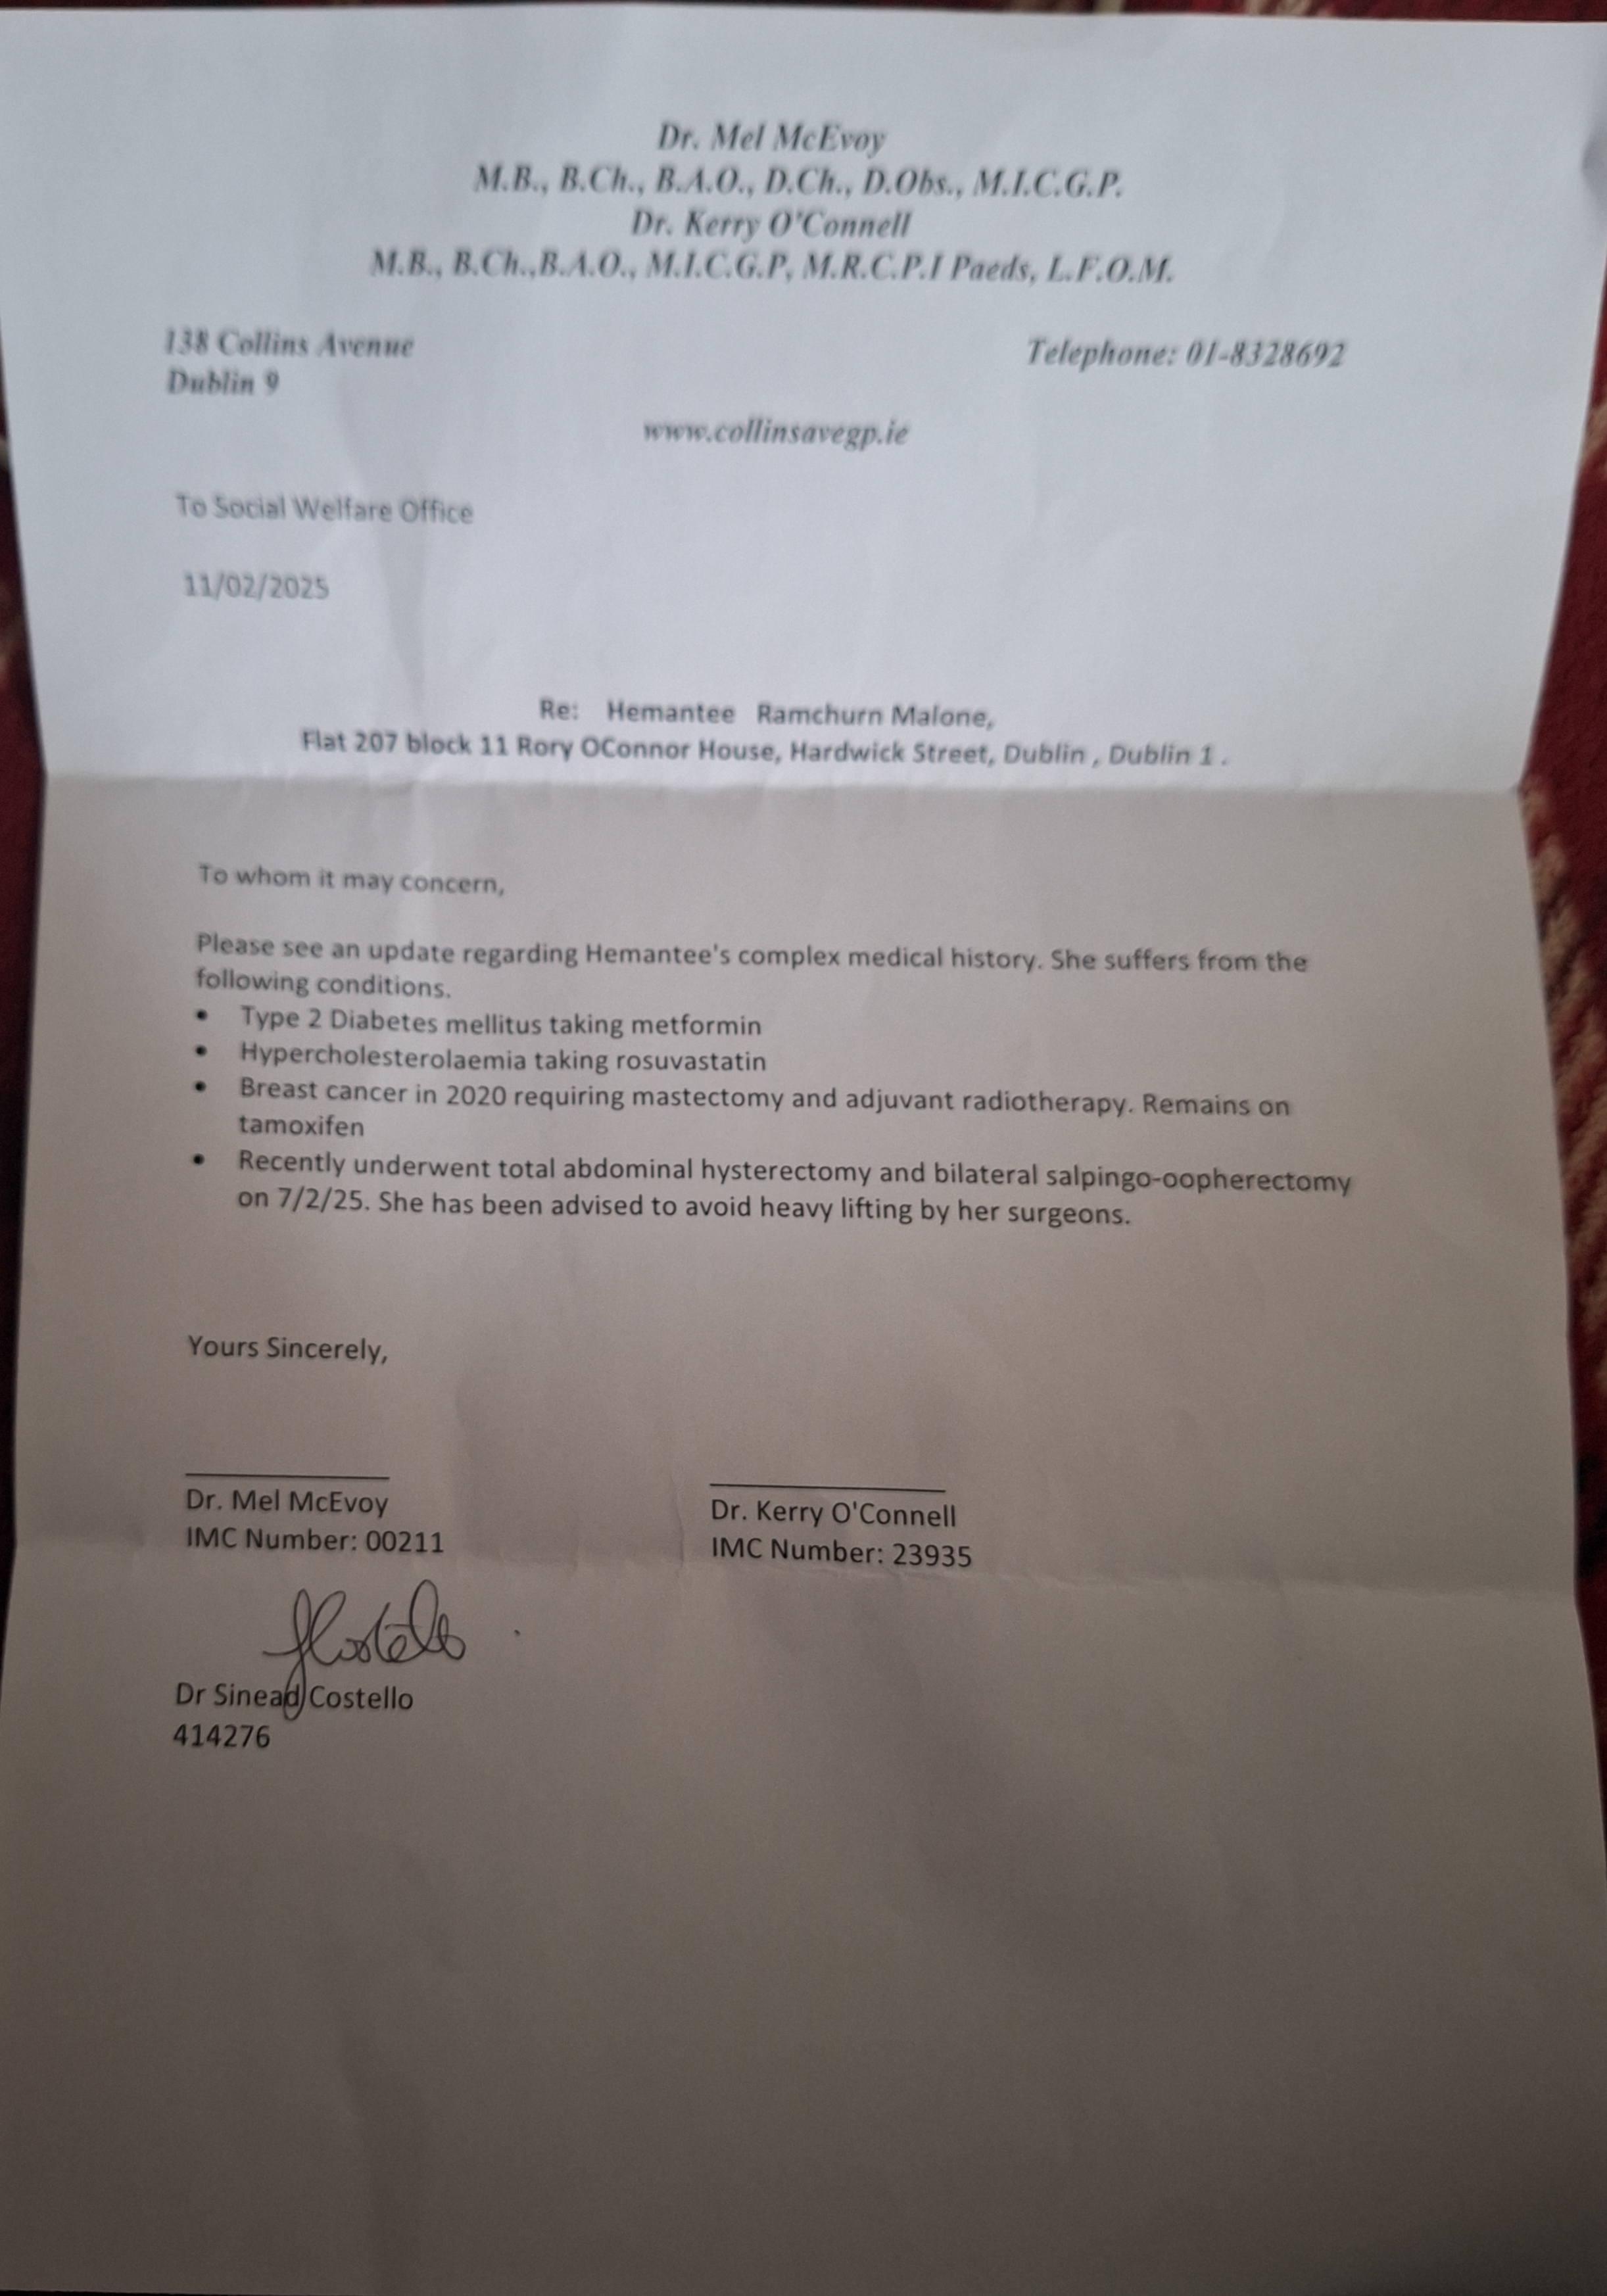 Dr. Mel McEvoy
M.B., B.Ch., B.A.O., D.Ch., D.Obs., M.I.C.G.P.
Dr. Kerry O'Connell
M.B., B.Ch.,B.A.O., M.I.C.G.P, M.R.C.P.I Paeds, L.F.O.M.
138 Collins Avenue
Dublin 9
Telephone: 01-8328692
www.collinsavegp.ie
To Social Welfare Office
11/02/2025
Re: Hemantee Ramchurn Malone,
Flat 207 block 11 Rory OConnor House, Hardwick Street, Dublin , Dublin 1 .
To whom it may concern,
Please see an update regarding Hemantee's complex medical history. She suffers from the
following conditions.
• Type 2 Diabetes mellitus taking metformin
• Hypercholesterolaemia taking rosuvastatin
• Breast cancer in 2020 requiring mastectomy and adjuvant radiotherapy. Remains on
tamoxifen
• Recently underwent total abdominal hysterectomy and bilateral salpingo-oopherectomy
on 7/2/25. She has been advised to avoid heavy lifting by her surgeons.
Yours Sincerely,
Dr. Mel McEvoy
IMC Number: 00211
Dr. Kerry O'Connell
IMC Number: 23935
SCostello
Dr Sinead Costello
414276